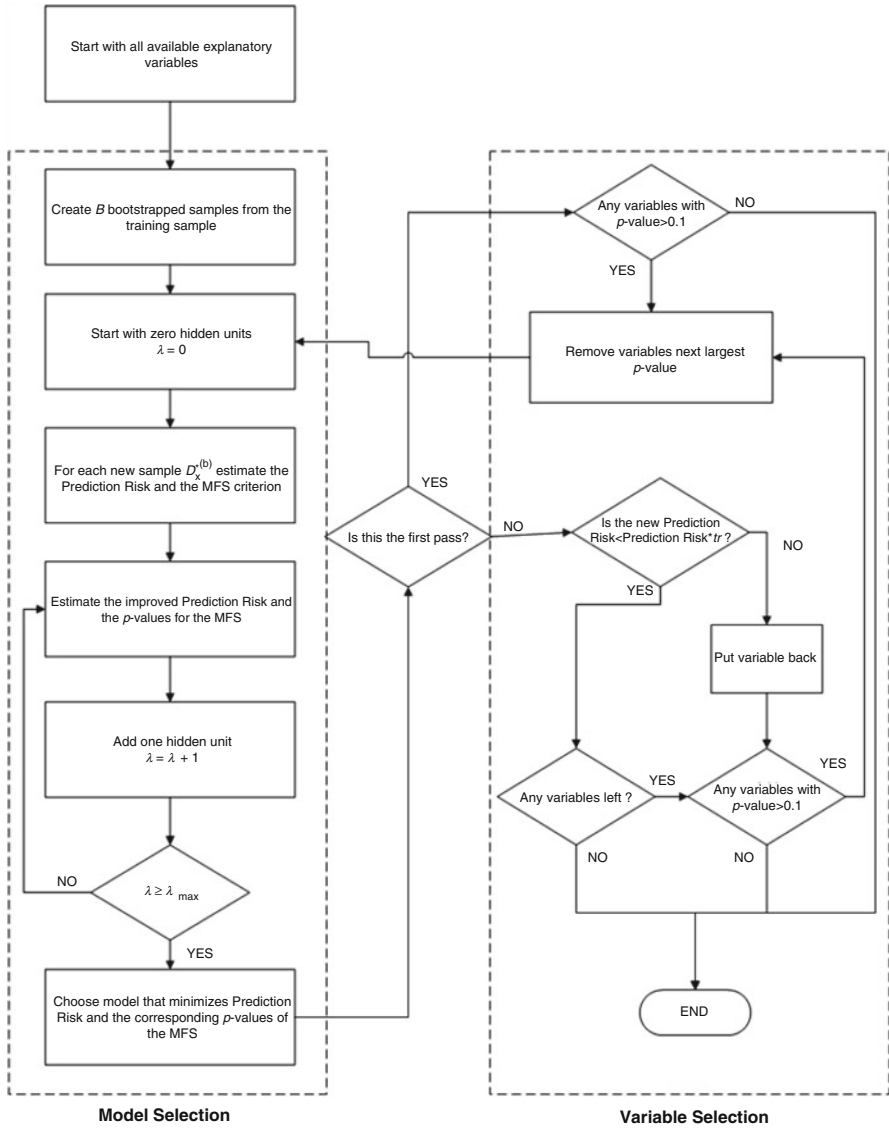 Start with all available explanatory
variables
Create B bootstrapped samples from the
training sample
Start with zero hidden units
λ = 0
For each new sample D*(b)x estimate the
Prediction Risk and the MFS criterion
Estimate the improved Prediction Risk and
the p-values for the MFS
Add one hidden unit
λ = λ + 1
NO
λ ≥ λ max
YES
Choose model that minimizes Prediction
Risk and the corresponding p-values of
the MFS
Model Selection
YES
Is this the first pass?
NO
Any variables with
p-value>0.1
NO
YES
Remove variables next largest
p-value
Is the new Prediction
Risk<Prediction Risk*tr ?
NO
YES
Put variable back
Any variables left ?
YES
NO
Any variables with
p-value>0.1
YES
NO
END
Variable Selection